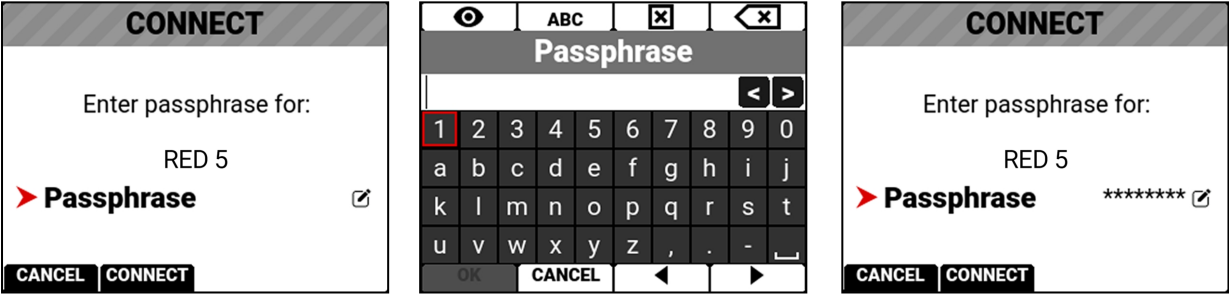 CONNECT
Enter passphrase for:
RED 5
Passphrase
CANCEL CONNECT
ABC
Passphrase
< >
1 2 3 4 5 6 7 8 9 0
a b c d e f g h i j
k l m n o p q r s t
u v w x y z , . -
OK CANCEL
CONNECT
Enter passphrase for:
RED 5
Passphrase ********
CANCEL CONNECT